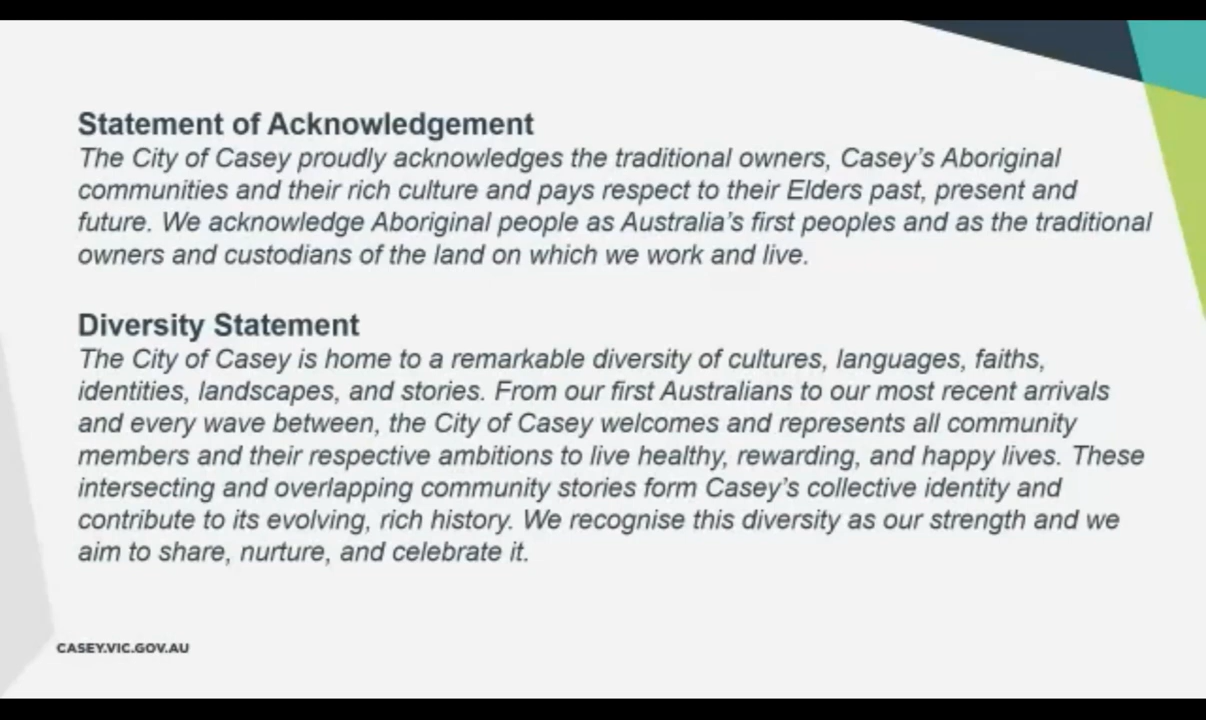 Statement of Acknowledgement
The City of Casey proudly acknowledges the traditional owners, Casey's Aboriginal
communities and their rich culture and pays respect to their Elders past, present and
future. We acknowledge Aboriginal people as Australia's first peoples and as the traditional
owners and custodians of the land on which we work and live.
Diversity Statement
The City of Casey is home to a remarkable diversity of cultures, languages, faiths,
identities, landscapes, and stories. From our first Australians to our most recent arrivals
and every wave between, the City of Casey welcomes and represents all community
members and their respective ambitions to live healthy, rewarding, and happy lives. These
intersecting and overlapping community stories form Casey's collective identity and
contribute to its evolving, rich history. We recognise this diversity as our strength and we
aim to share, nurture, and celebrate it.
CASEY.VIC.GOV.AU